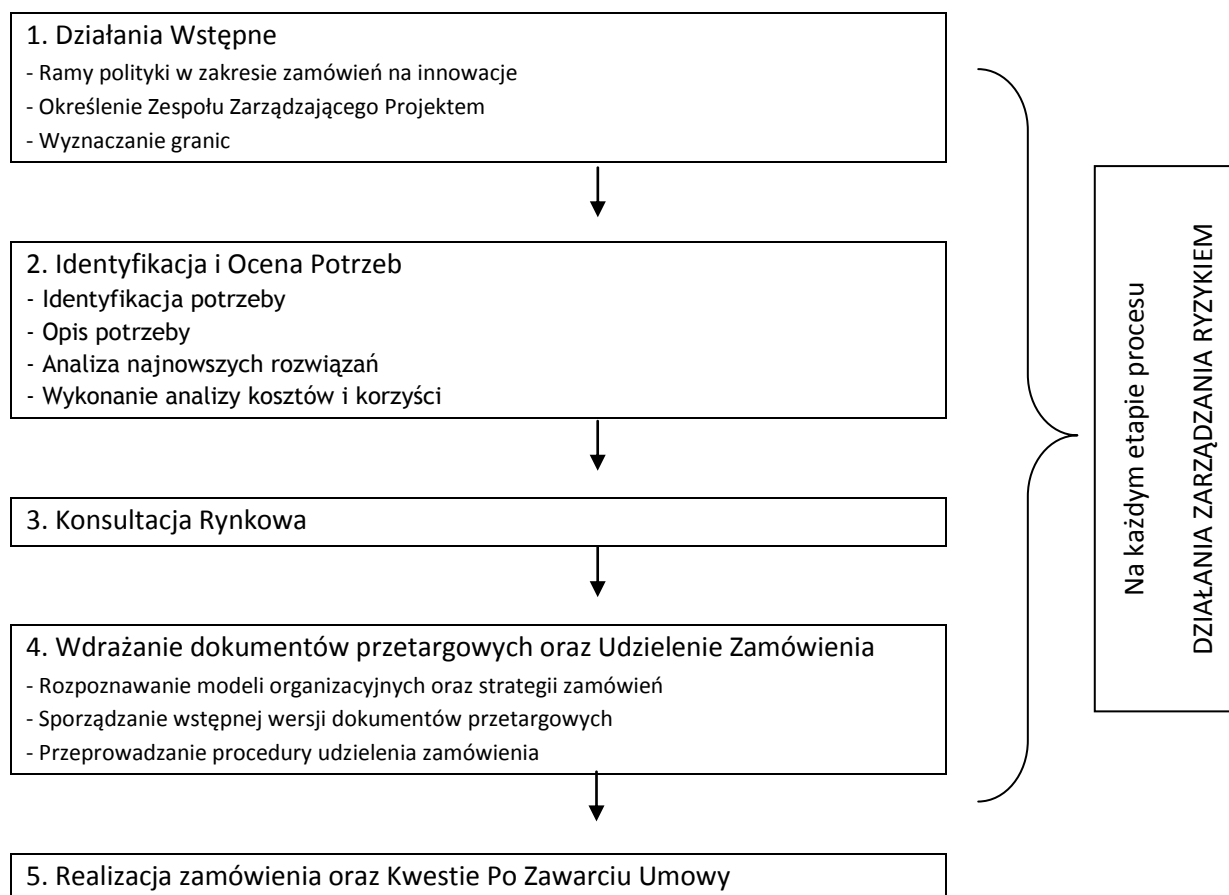 1. Działania Wstępne
- Ramy polityki w zakresie zamówień na innowacje
- Określenie Zespołu Zarządzającego Projektem
- Wyznaczanie granic
2. Identyfikacja i Ocena Potrzeb
- Identyfikacja potrzeby
- Opis potrzeby
- Analiza najnowszych rozwiązań
- Wykonanie analizy kosztów i korzyści
3. Konsultacja Rynkowa
4. Wdrażanie dokumentów przetargowych oraz Udzielenie Zamówienia
- Rozpoznawanie modeli organizacyjnych oraz strategii zamówień
- Sporządzanie wstępnej wersji dokumentów przetargowych
- Przeprowadzanie procedury udzielenia zamówienia
5. Realizacja zamówienia oraz Kwestie Po Zawarciu Umowy
Na każdym etapie procesu
DZIAŁANIA ZARZĄDZANIA RYZYKIEM